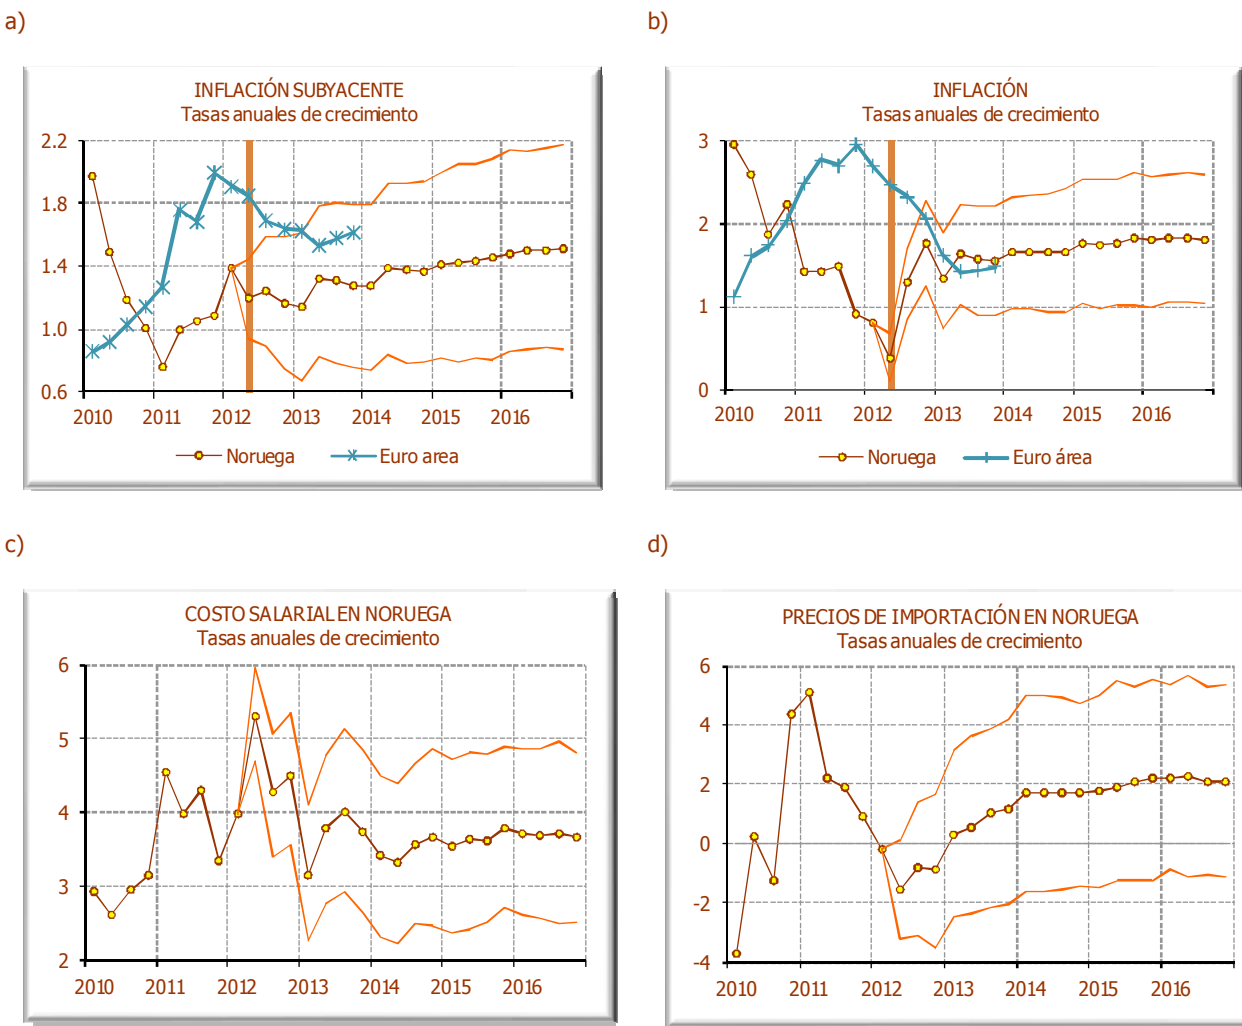 a)
INFLACIÓN SUBYACENTE
Tasas anuales de crecimiento
2.2
1.8
1.4
1.0
0.6
2010 2011 2012 2013 2014 2015 2016
Noruega Euro area
b)
INFLACIÓN
Tasas anuales de crecimiento
3
2
1
0
2010 2011 2012 2013 2014 2015 2016
Noruega Euro área
c)
COSTO SALARIAL EN NORUEGA
Tasas anuales de crecimiento
6
5
4
3
2
2010 2011 2012 2013 2014 2015 2016
d)
PRECIOS DE IMPORTACIÓN EN NORUEGA
Tasas anuales de crecimiento
6
4
2
0
-2
-4
2010 2011 2012 2013 2014 2015 2016